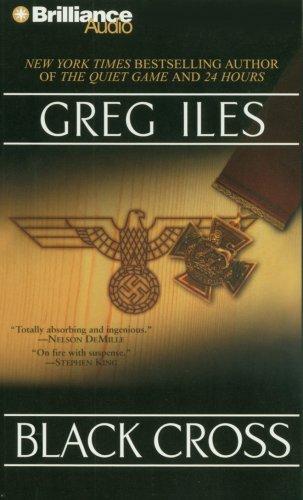 Brilliance
Audio
NEW YORK TIMES BESTSELLING AUTHOR
OF THE QUIET GAME AND 24 HOURS
GREG ILES
"Totally absorbing and ingenious."
—NELSON DEMILLE
"On fire with suspense."
—STEPHEN KING
BLACK CROSS